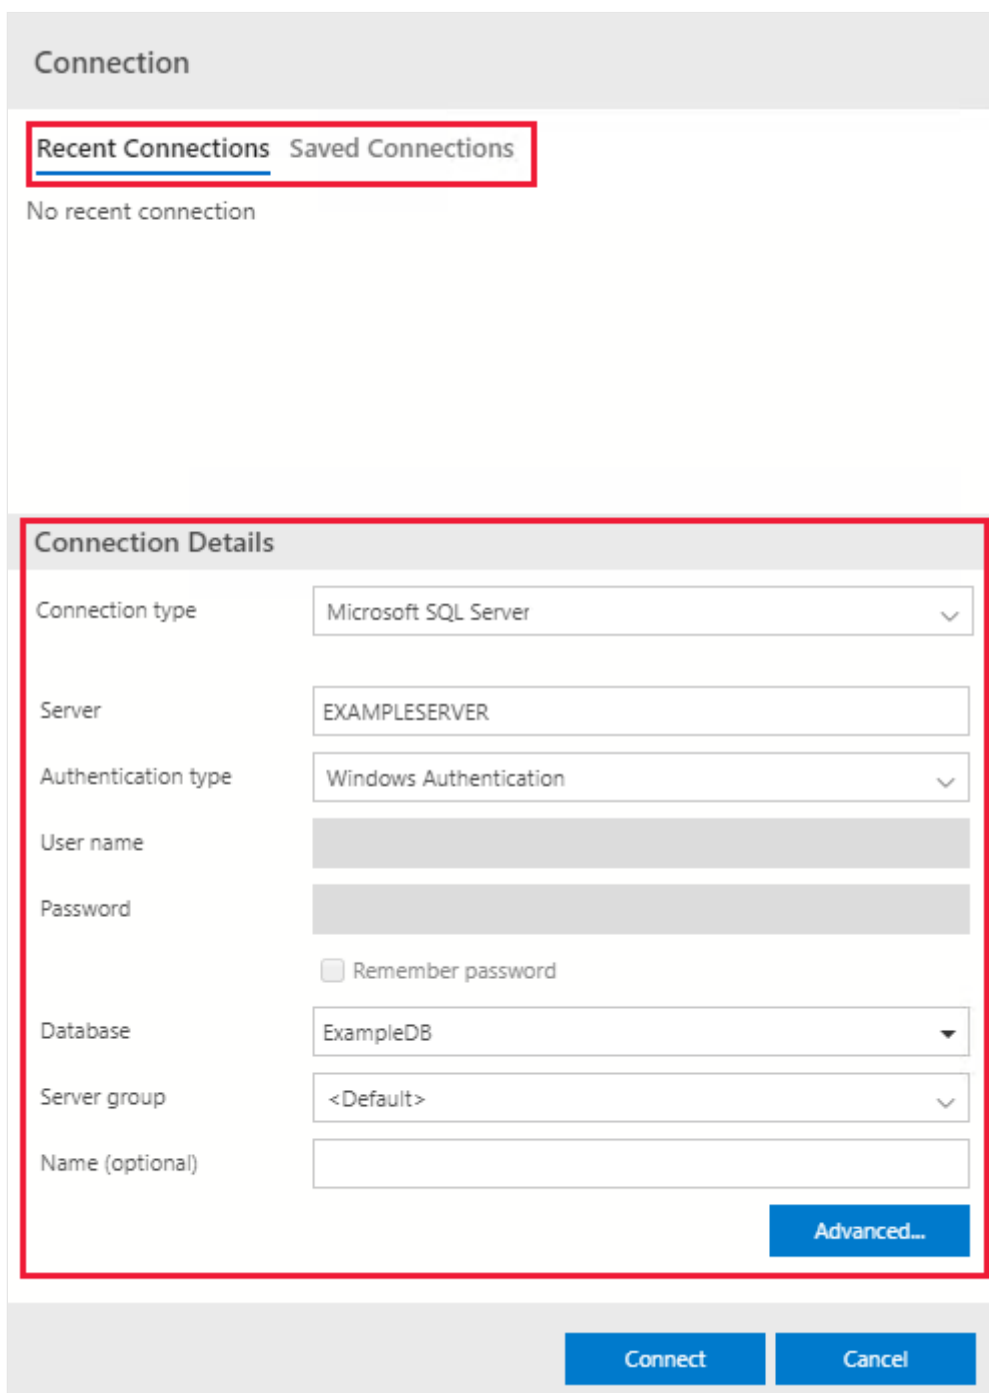 Connection
Recent Connections Saved Connections
No recent connection
Connection Details
Connection type Microsoft SQL Server
Server EXAMPLESERVER
Authentication type Windows Authentication
User name
Password
Remember password
Database ExampleDB
Server group <Default>
Name (optional)
Advanced...
Connect Cancel